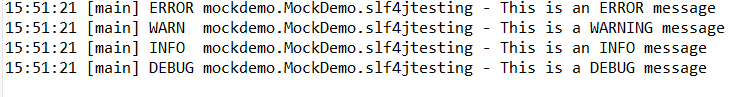 15:51:21 [main] ERROR mockdemo.MockDemo.slf4jtesting - This is an ERROR message
15:51:21 [main] WARN  mockdemo.MockDemo.slf4jtesting - This is a WARNING message
15:51:21 [main] INFO  mockdemo.MockDemo.slf4jtesting - This is an INFO message
15:51:21 [main] DEBUG mockdemo.MockDemo.slf4jtesting - This is a DEBUG message